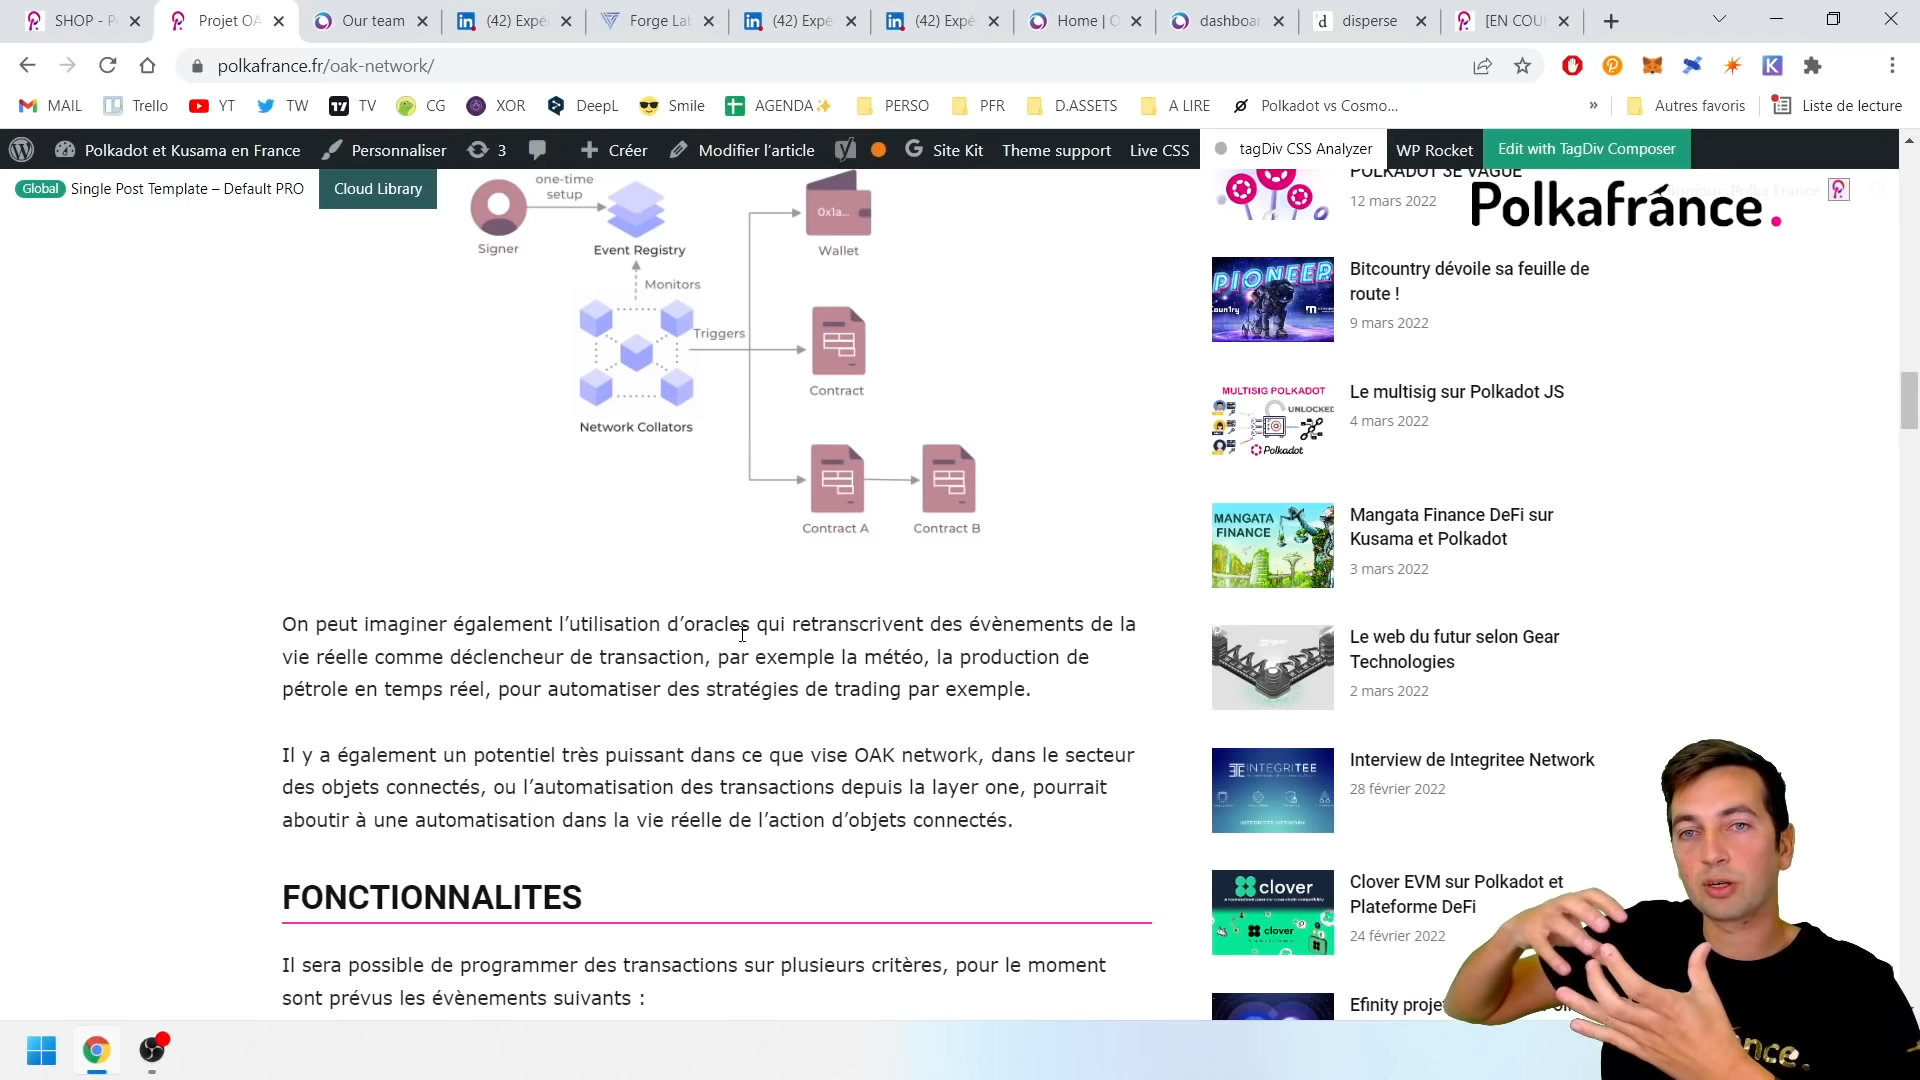 SHOP - P
Projet OA
Our team
(42) Expé
Forge La
(42) Expé
(42) Expé
Home | O
dashboa
disperse
[EN COU
polkafrance.fr/oak-network/
MAIL
Trello
YT
TW
TV
CG
XOR
DeepL
Smile
AGENDA✨
PERSO
PFR
D.ASSETS
A LIRE
Polkadot vs Cosmo...
»
Autres favoris
Liste de lecture
Polkadot et Kusama en France
Personnaliser
3
Créer
Modifier l'article
Site Kit
Theme support
Live CSS
tagDiv CSS Analyzer
WP Rocket
Edit with TagDiv Composer
Global
Single Post Template – Default PRO
Cloud Library
Polkafránce.
one-time
setup
Signer
Event Registry
Monitors
Network Collators
Triggers
0x1a...
Wallet
Contract
Contract A
Contract B
On peut imaginer également l'utilisation d'oracles qui retranscrivent des évènements de la
vie réelle comme déclencheur de transaction, par exemple la météo, la production de
pétrole en temps réel, pour automatiser des stratégies de trading par exemple.
Il y a également un potentiel très puissant dans ce que vise OAK network, dans le secteur
des objets connectés, ou l'automatisation des transactions depuis la layer one, pourrait
aboutir à une automatisation dans la vie réelle de l'action d'objets connectés.
FONCTIONNALITES
Il sera possible de programmer des transactions sur plusieurs critères, pour le moment
sont prévus les évènements suivants :
POLKADOT 3E VAGUE
12 mars 2022
PIONEER
Bitcountry dévoile sa feuille de
route !
9 mars 2022
MULTISIG POLKADOT
UNLOCKED
Polkadot
Le multisig sur Polkadot JS
4 mars 2022
MANGATA
FINANCE
Mangata Finance DeFi sur
Kusama et Polkadot
3 mars 2022
Le web du futur selon Gear
Technologies
2 mars 2022
INTEGRITEE
Interview de Integritee Network
28 février 2022
clover
clover
Clover EVM sur Polkadot et
Plateforme DeFi
24 février 2022
Efinity proje
nce.